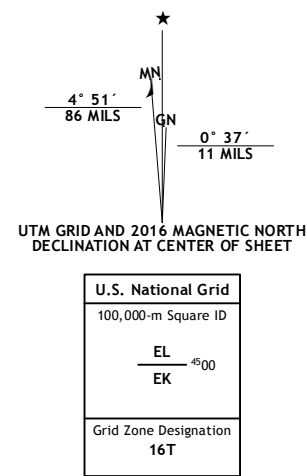 ★
MN
4° 51´
86 MILS
GN
0° 37´
11 MILS
UTM GRID AND 2016 MAGNETIC NORTH
DECLINATION AT CENTER OF SHEET
U.S. National Grid
100,000-m Square ID
EL
4500
EK
Grid Zone Designation
16T